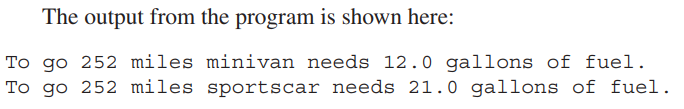 The output from the program is shown here:
To go 252 miles minivan needs 12.0 gallons of fuel.
To go 252 miles sportscar needs 21.0 gallons of fuel.